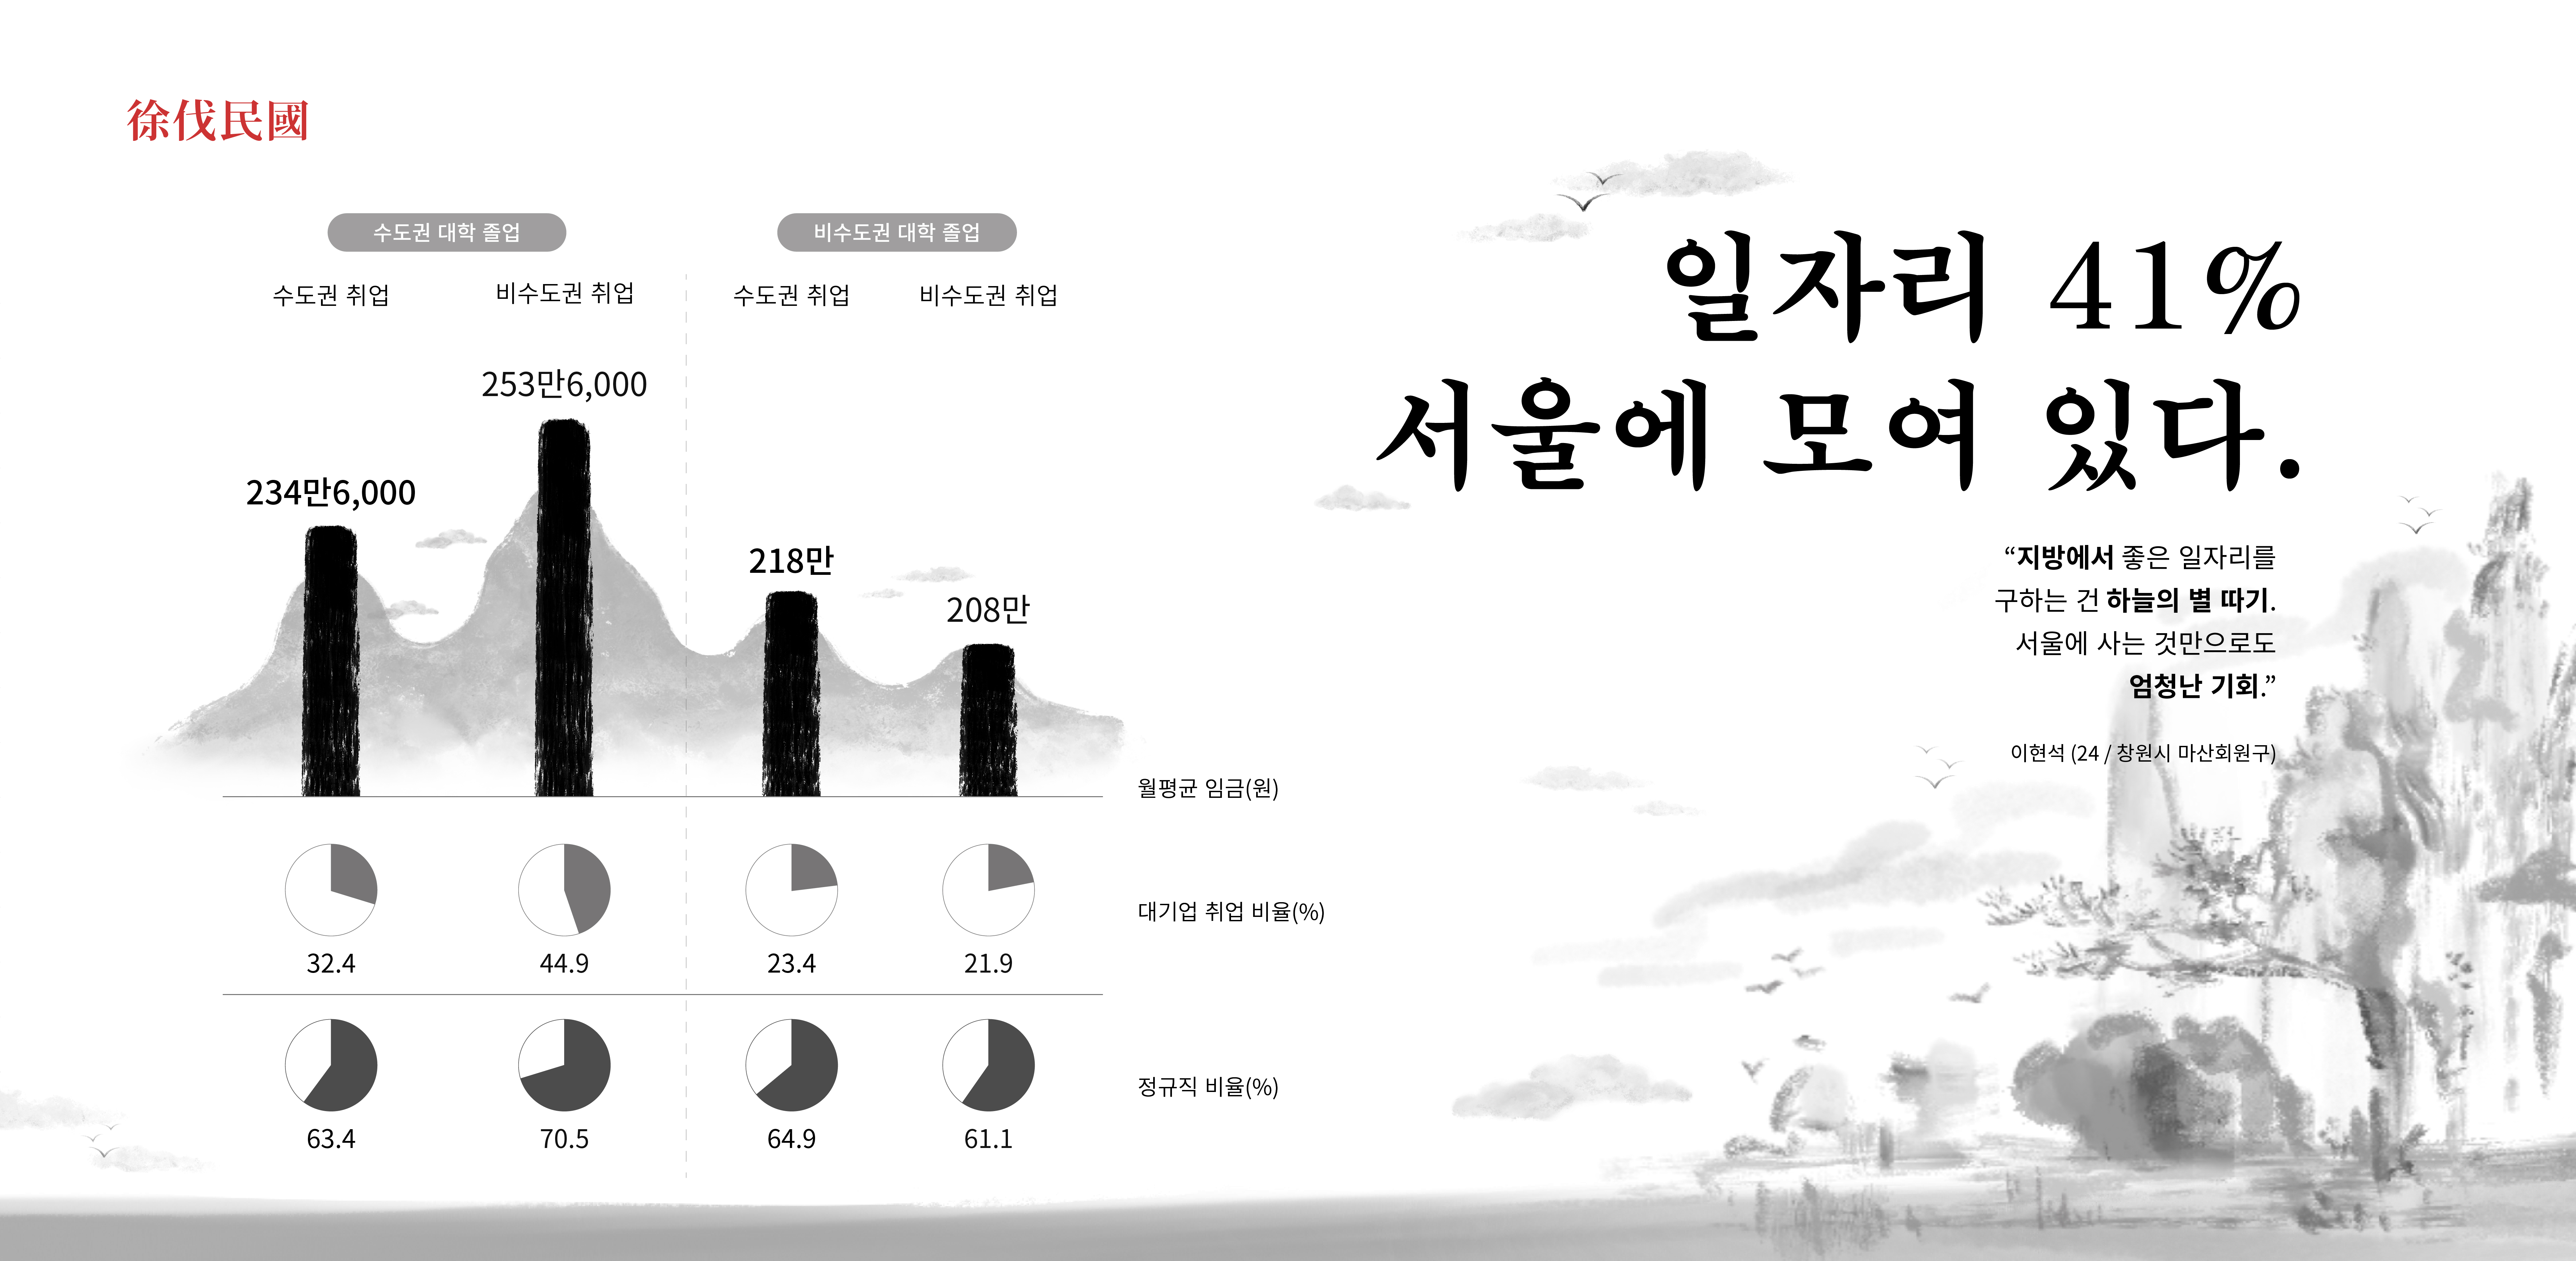 徐伐民國
수도권 대학 졸업
비수도권 대학 졸업
수도권 취업
비수도권 취업
수도권 취업
비수도권 취업
234만6,000
253만6,000
218만
208만
월평균 임금(원)
32.4
44.9
23.4
21.9
대기업 취업 비율(%)
63.4
70.5
64.9
61.1
정규직 비율(%)
일자리 41%
서울에 모여 있다.
“지방에서 좋은 일자리를
구하는 건 하늘의 별 따기.
서울에 사는 것만으로도
엄청난 기회.”
이현석 (24 / 창원시 마산회원구)